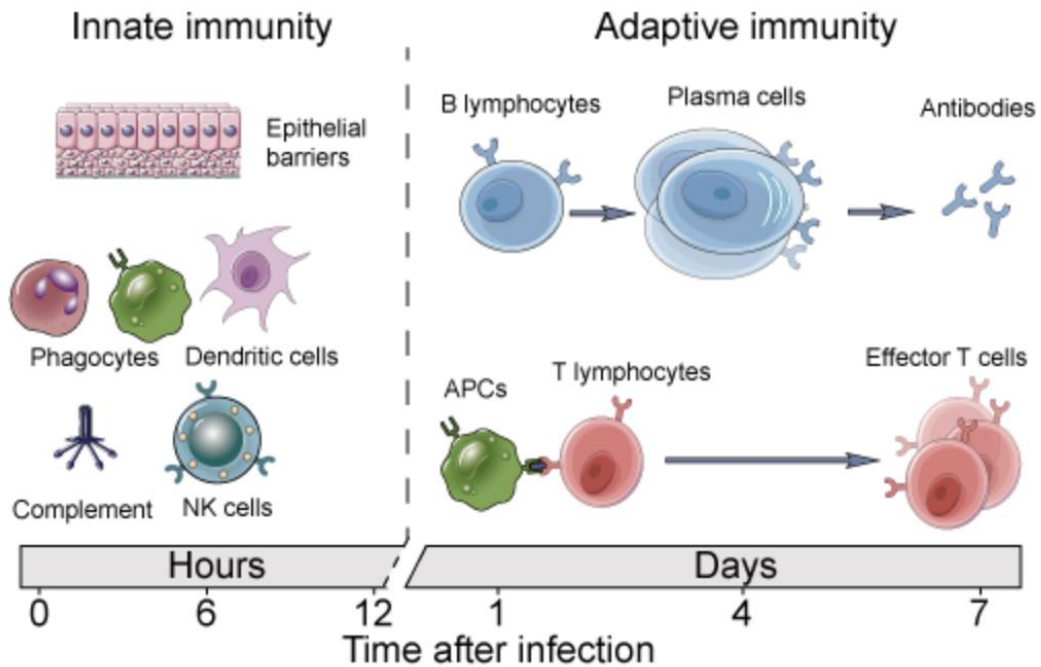 Innate immunity
Adaptive immunity
Epithelial
barriers
B lymphocytes
Plasma cells
Antibodies
Phagocytes
Dendritic cells
APCs
T lymphocytes
Effector T cells
Complement
NK cells
Hours
Days
0
6
12
1
4
7
Time after infection